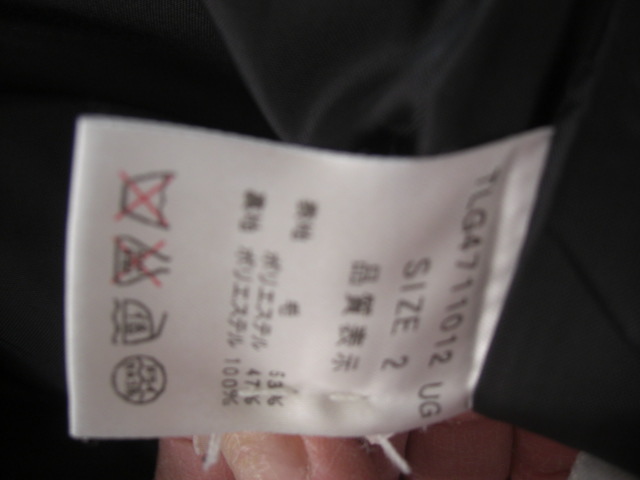 TLG4711012 UG
SIZE 2
品質表示
表地 ポリエステル 53%
毛 47%
裏地 ポリエステル 100%